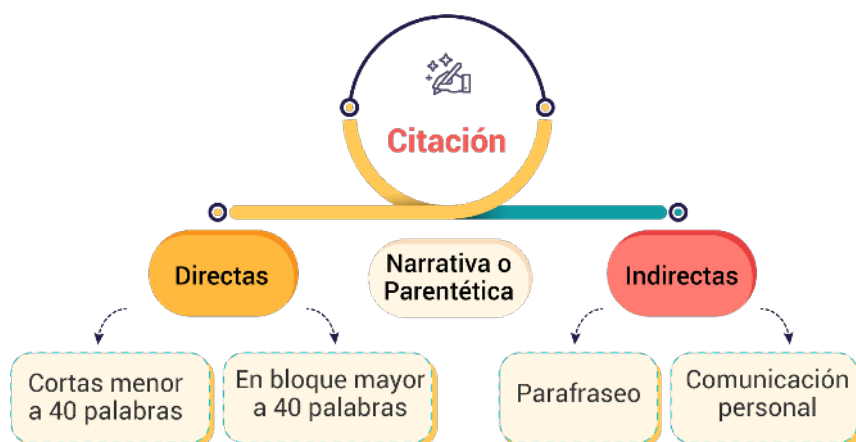 Citación
Directas
Narrativa o
Parentética
Indirectas
Cortas menor
a 40 palabras
En bloque mayor
a 40 palabras
Parafraseo
Comunicación
personal